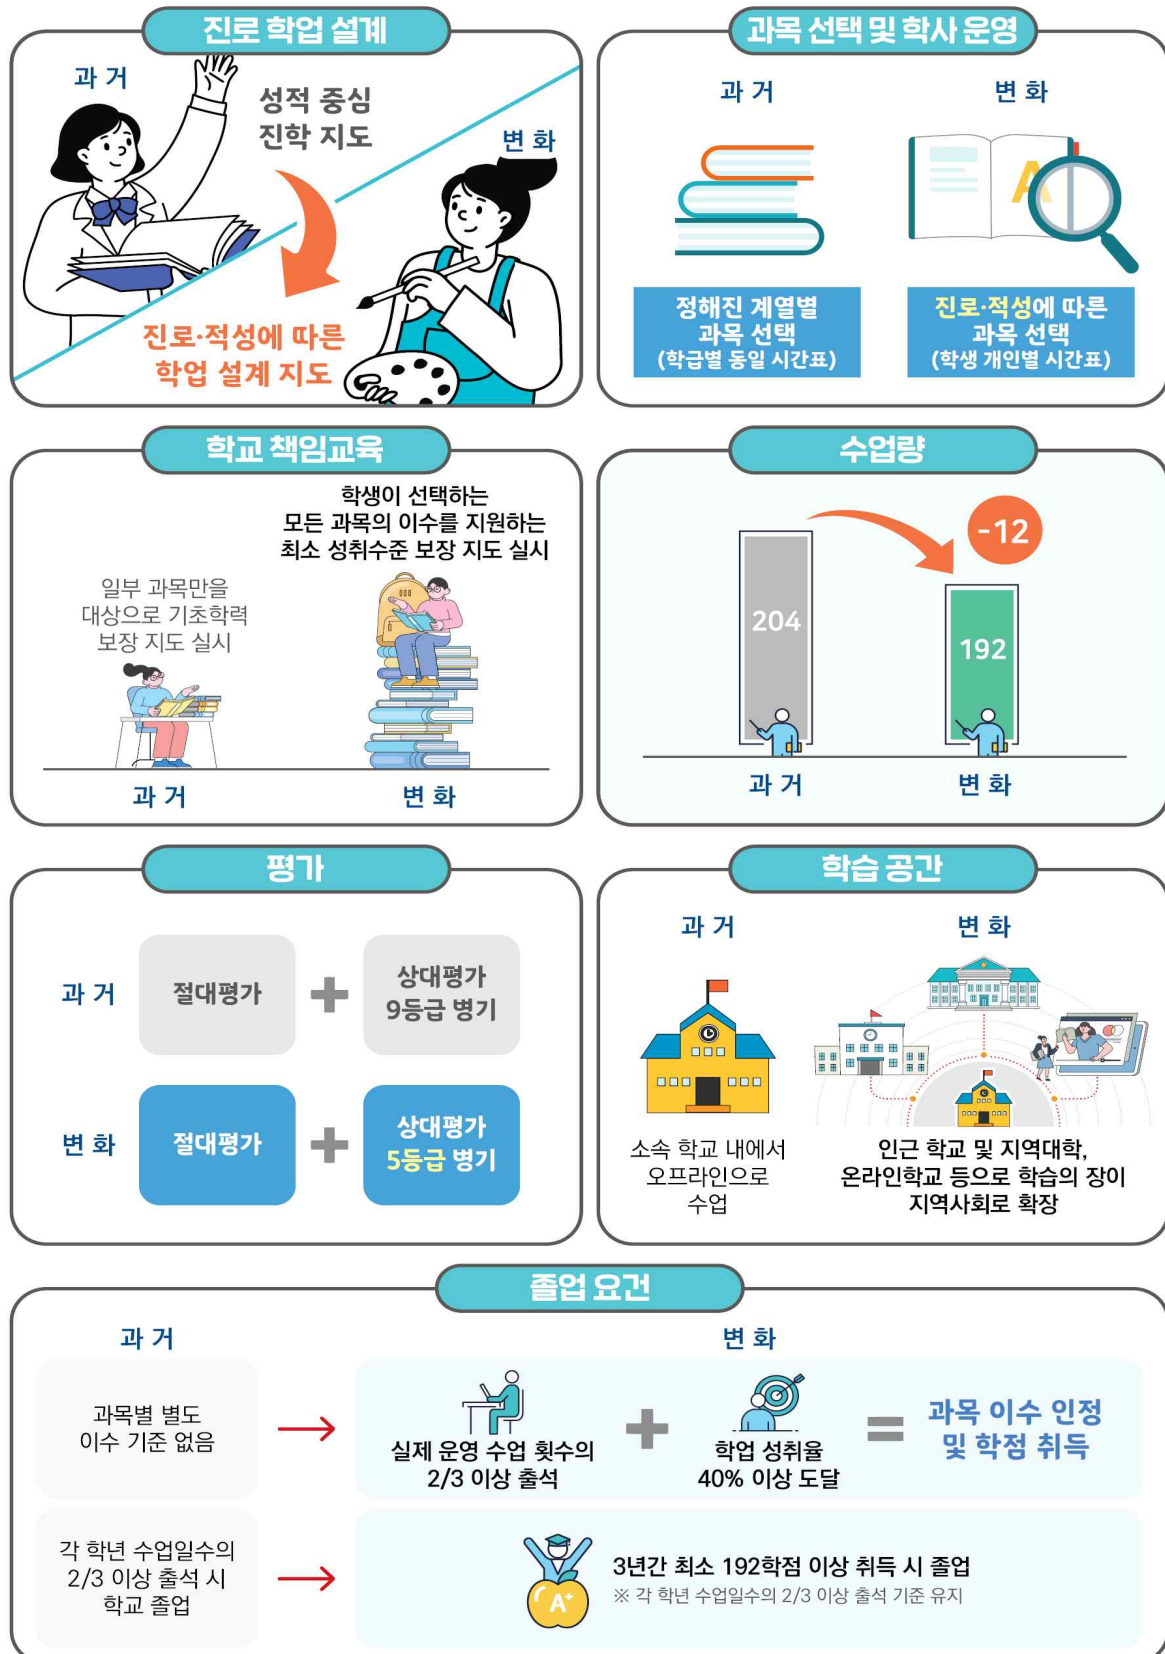 진로 학업 설계
과거
성적 중심
진학 지도
변화
진로·적성에 따른
학업 설계 지도
과목 선택 및 학사 운영
과거
변화
A
정해진 계열별
과목 선택
(학급별 동일 시간표)
진로·적성에 따른
과목 선택
(학생 개인별 시간표)
학교 책임교육
학생이 선택하는
모든 과목의 이수를 지원하는
최소 성취수준 보장 지도 실시
일부 과목만을
대상으로 기초학력
보장 지도 실시
과거
변화
수업량
-12
204
192
과거
변화
평가
과거
절대평가
+
상대평가
9등급 병기
변화
절대평가
+
상대평가
5등급 병기
학습 공간
과거
변화
소속 학교 내에서
오프라인으로
수업
인근 학교 및 지역대학,
온라인학교 등으로 학습의 장이
지역사회로 확장
졸업 요건
과거
변화
과목별 별도
이수 기준 없음
실제 운영 수업 횟수의
2/3 이상 출석
+
학업 성취율
40% 이상 도달
=
과목 이수 인정
및 학점 취득
각 학년 수업일수의
2/3 이상 출석 시
학교 졸업
A+
3년간 최소 192학점 이상 취득 시 졸업
※ 각 학년 수업일수의 2/3 이상 출석 기준 유지